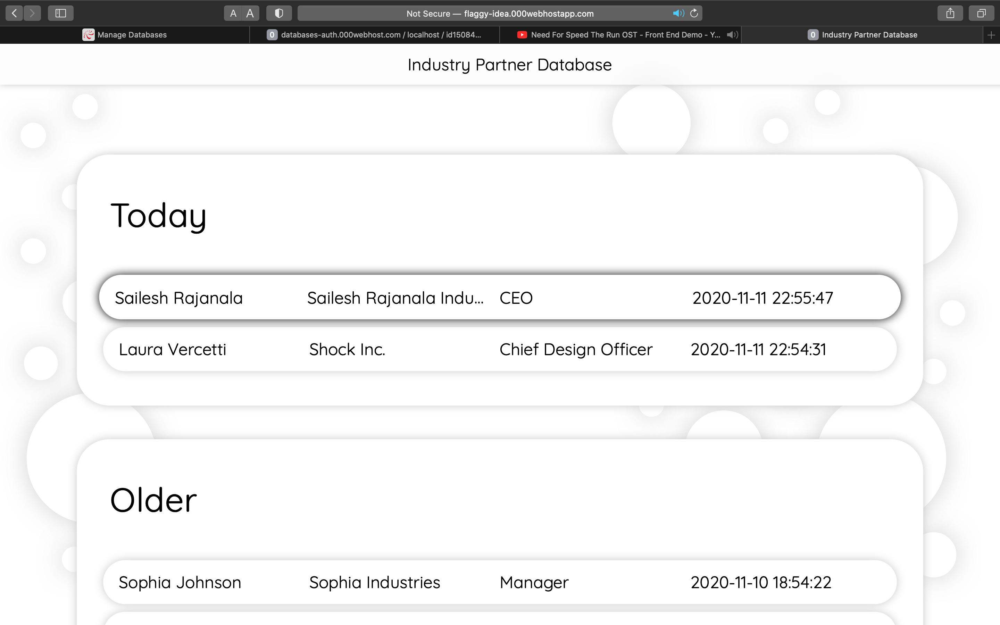 A A Not Secure — flaggy-idea.000webhostapp.com
Manage Databases 0 databases-auth.000webhost.com / localhost / id15084... Need For Speed The Run OST - Front End Demo - Y... 0 Industry Partner Database
Industry Partner Database
Today
Sailesh Rajanala Sailesh Rajanala Indu... CEO 2020-11-11 22:55:47
Laura Vercetti Shock Inc. Chief Design Officer 2020-11-11 22:54:31
Older
Sophia Johnson Sophia Industries Manager 2020-11-10 18:54:22